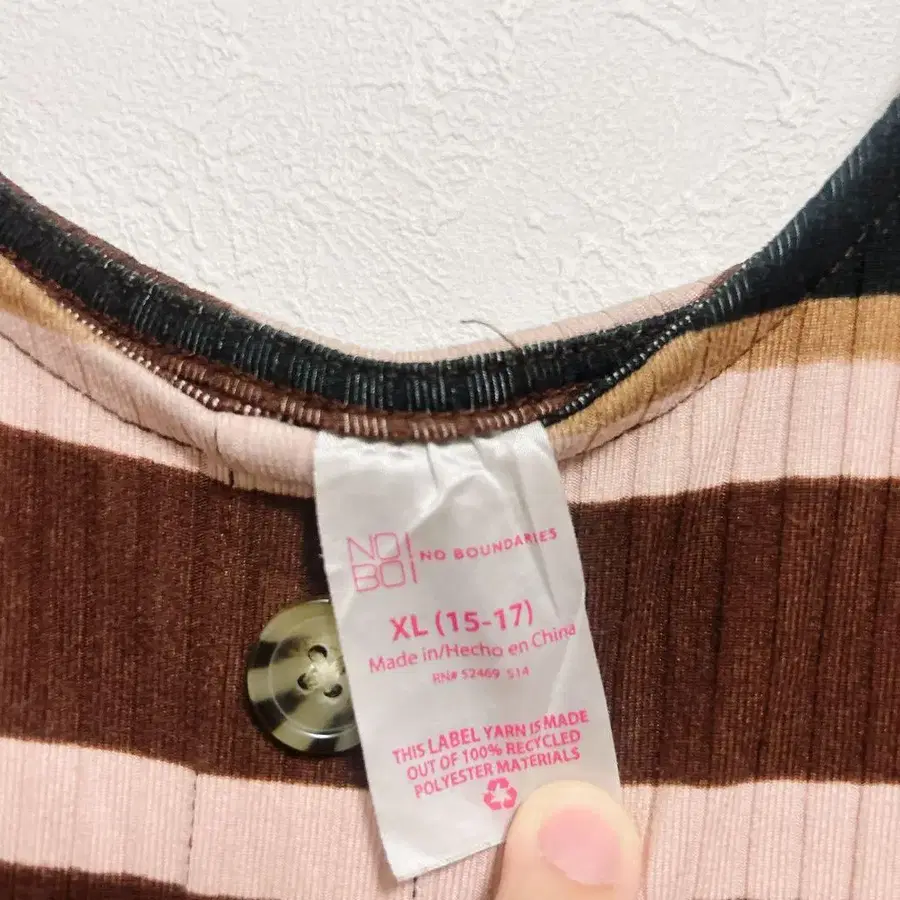 NO!
BO!
NO BOUNDARIES
XL (15-17)
Made in/Hecho en China
RN# 52469 514
THIS LABEL YARN IS MADE
OUT OF 100% RECYCLED
POLYESTER MATERIALS